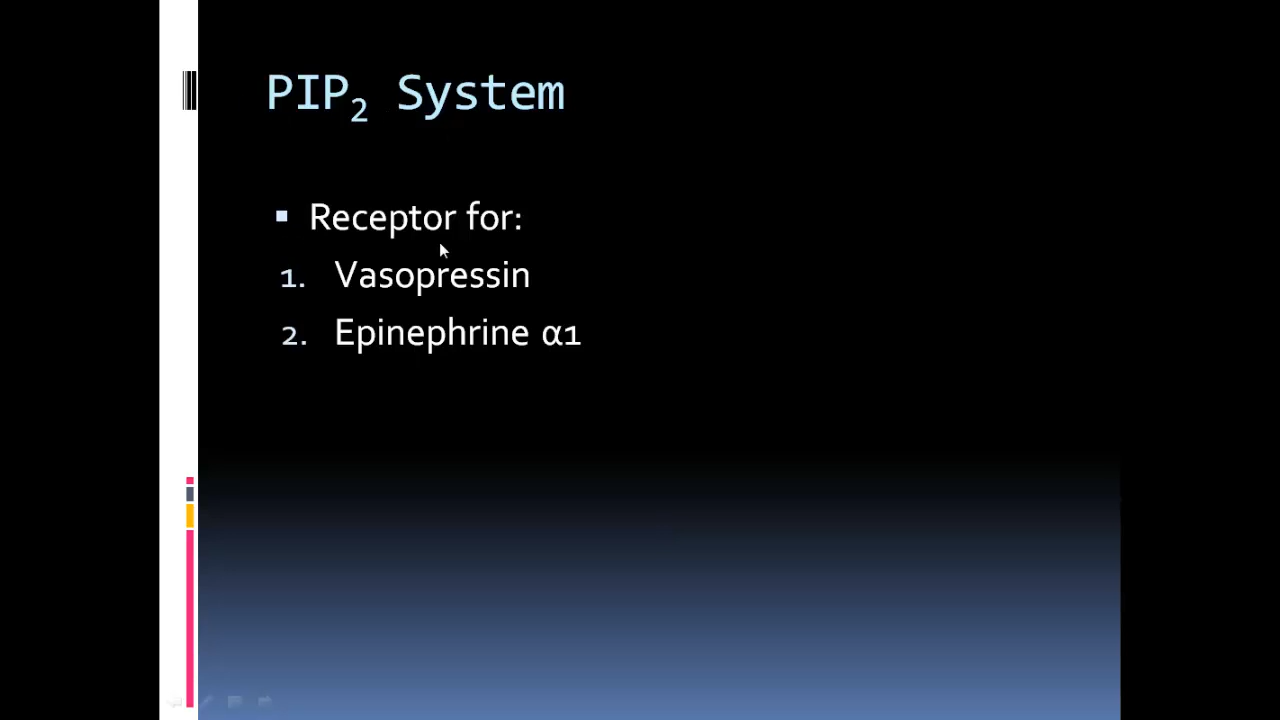 PIP₂ System
▪ Receptor for:
1. Vasopressin
2. Epinephrine α1